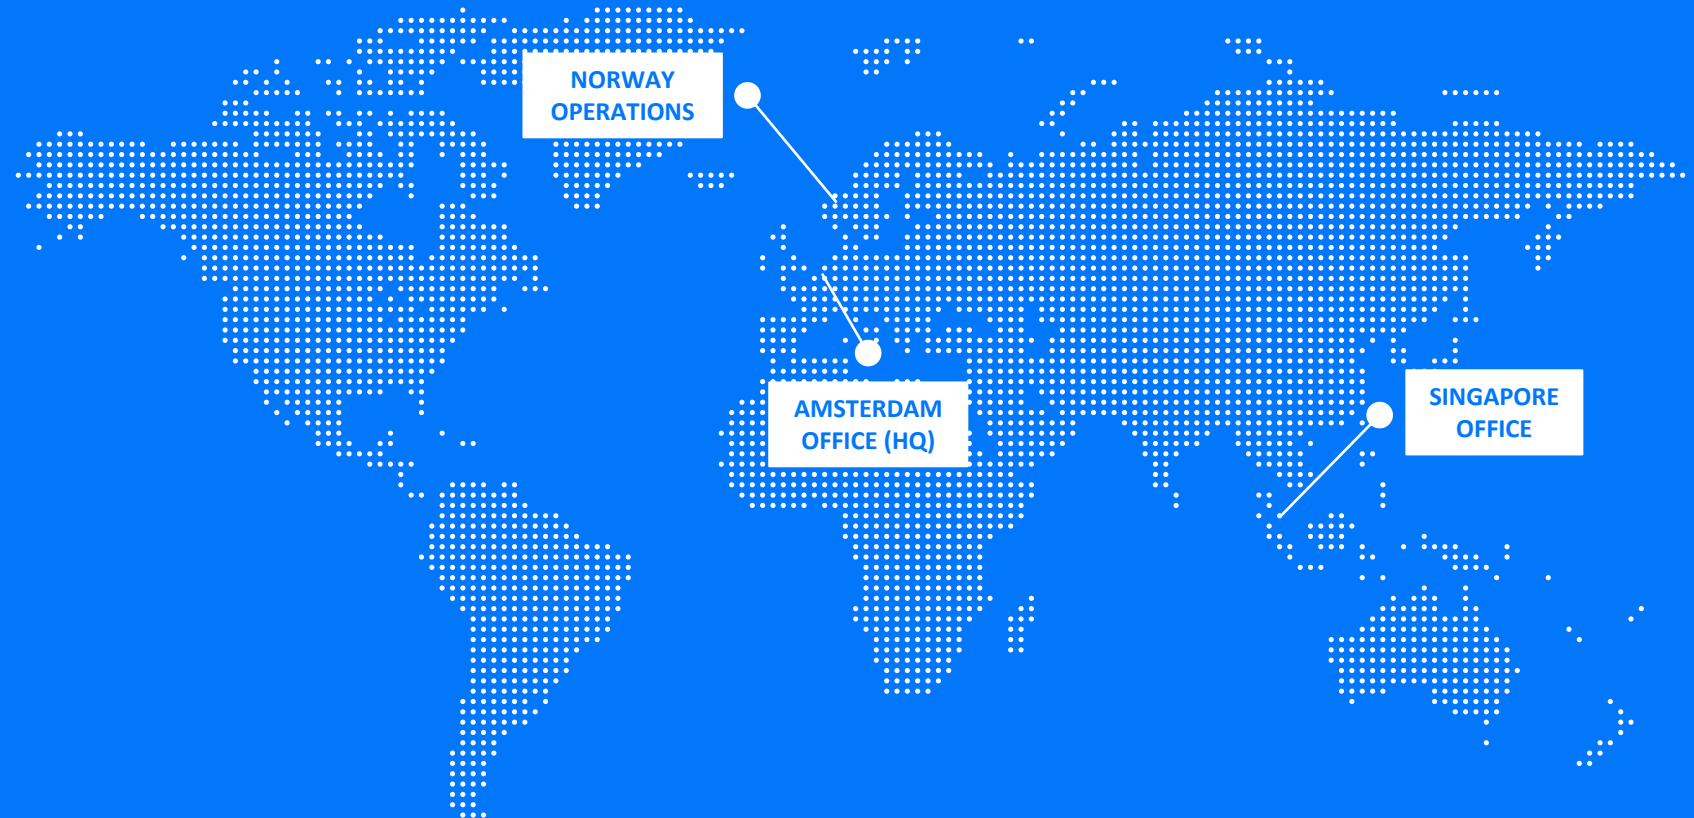 NORWAY
OPERATIONS
AMSTERDAM
OFFICE (HQ)
SINGAPORE
OFFICE